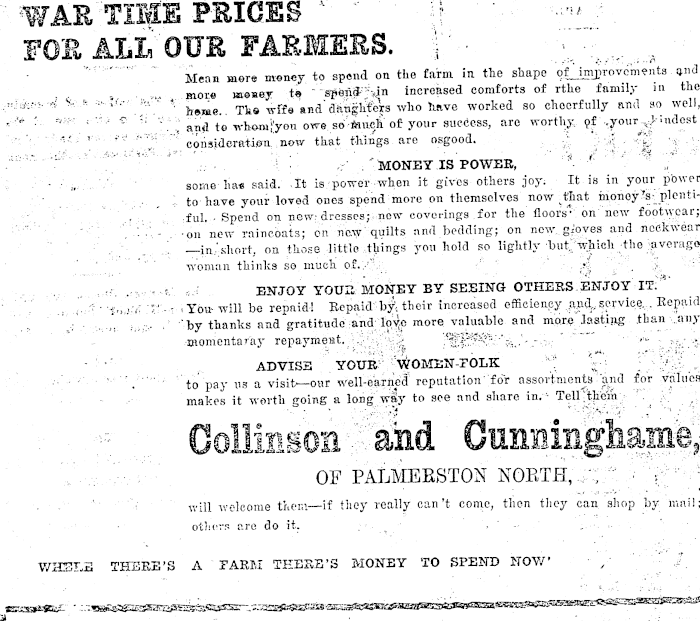 WAR TIME PRICES
FOR ALL OUR FARMERS.
Mean more money to spend on the farm in the shape of improvements and
more money to spend in increased comforts of rthe family in the
home. The wife and daughters who have worked so cheerfully and so well,
and to whom you owe so much of your success, are worthy of your kindest
consideration now that things are osgood.
MONEY IS POWER,
some has said. It is power when it gives others joy. It is in your power
to have your loved ones spend more on themselves now that money's plenti-
ful. Spend on new dresses; new coverings for the floors' on new footwear;
on new raincoats; on new quilts and bedding; on new gloves and neckwear
—in short, on those little things you hold so lightly but which the average
woman thinks so much of.
ENJOY YOUR MONEY BY SEEING OTHERS ENJOY IT.
You will be repaid! Repaid by their increased efficiency and service. Repaid
by thanks and gratitude and love more valuable and more lasting than any
momentaray repayment.
ADVISE YOUR WOMEN-FOLK
to pay us a visit—our well-earned reputation for assortments and for values
makes it worth going a long way to see and share in. Tell them
Collinson and Cunninghame,
OF PALMERSTON NORTH,
will welcome them—if they really can't come, then they can shop by mail;
others are do it.
WHELE THERE'S A FARM THERE'S MONEY TO SPEND NOW'